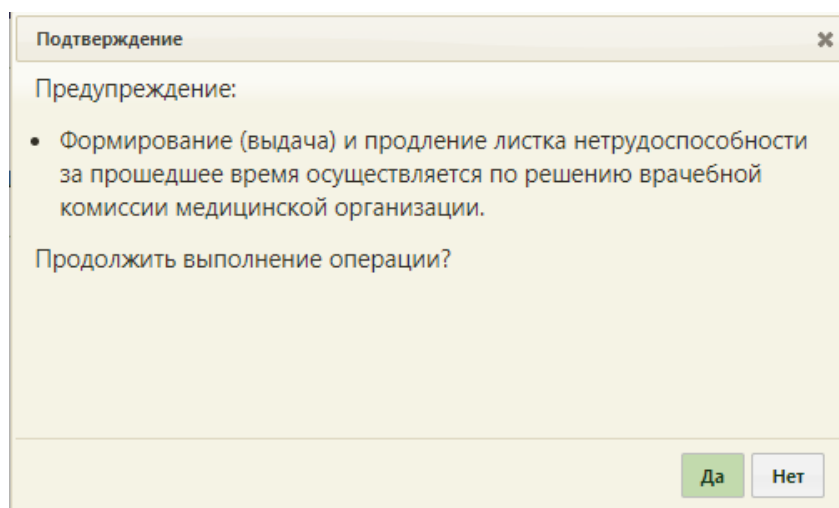 Подтверждение
Предупреждение:
• Формирование (выдача) и продление листка нетрудоспособности
за прошедшее время осуществляется по решению врачебной
комиссии медицинской организации.
Продолжить выполнение операции?
Да
Нет